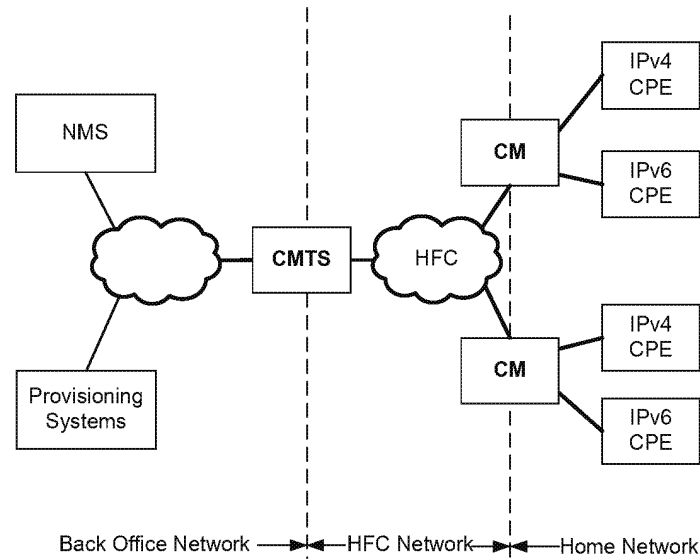 IPv4
CPE
NMS
CM
IPv6
CPE
CMTS
HFC
IPv4
CPE
CM
Provisioning
Systems
IPv6
CPE
Back Office Network
HFC Network
Home Network